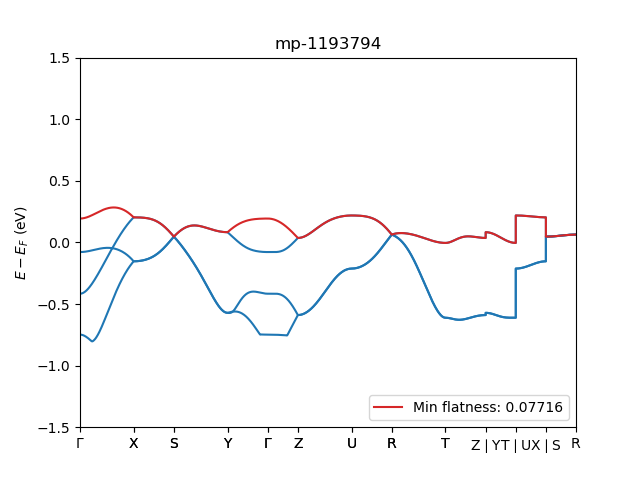 mp-1193794
1.5
1.0
0.5
0.0
−0.5
−1.0
−1.5
E − E_F (eV)
Min flatness: 0.07716
Γ X S Y Γ Z U R T Z | YT | UX | S R